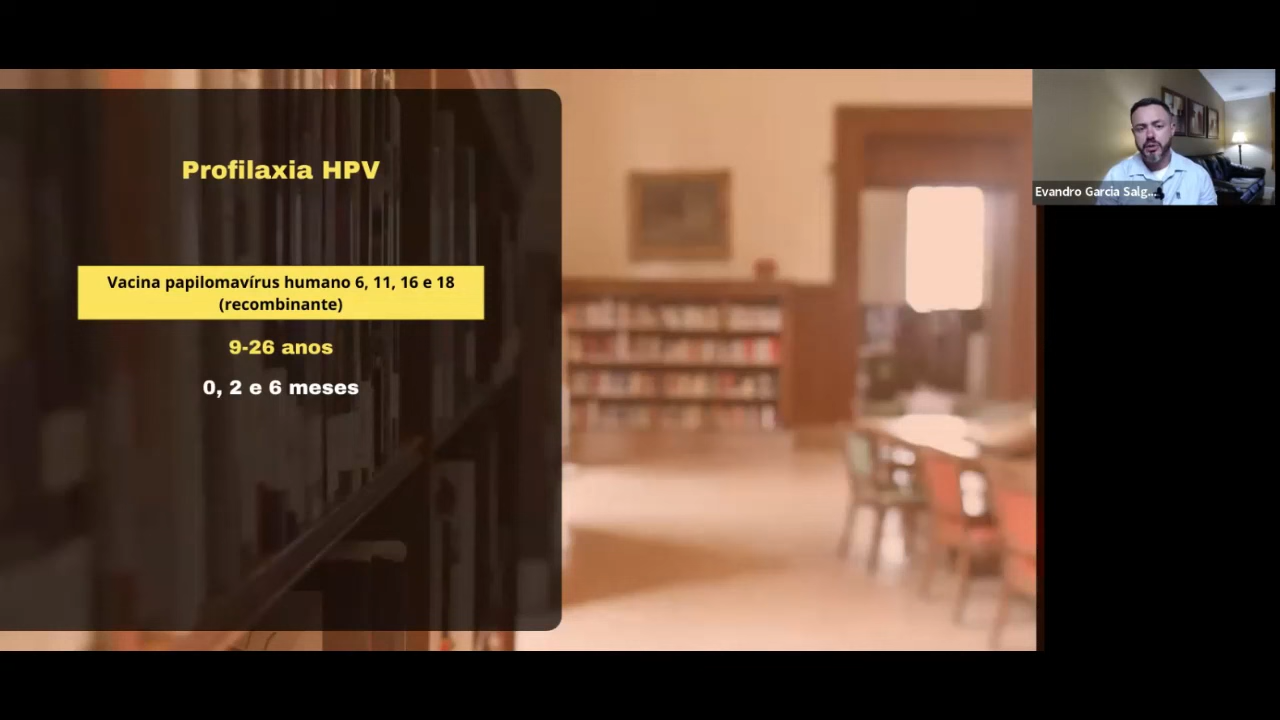 Profilaxia HPV
Vacina papilomavírus humano 6, 11, 16 e 18
(recombinante)
9-26 anos
0, 2 e 6 meses
Evandro Garcia Salg...